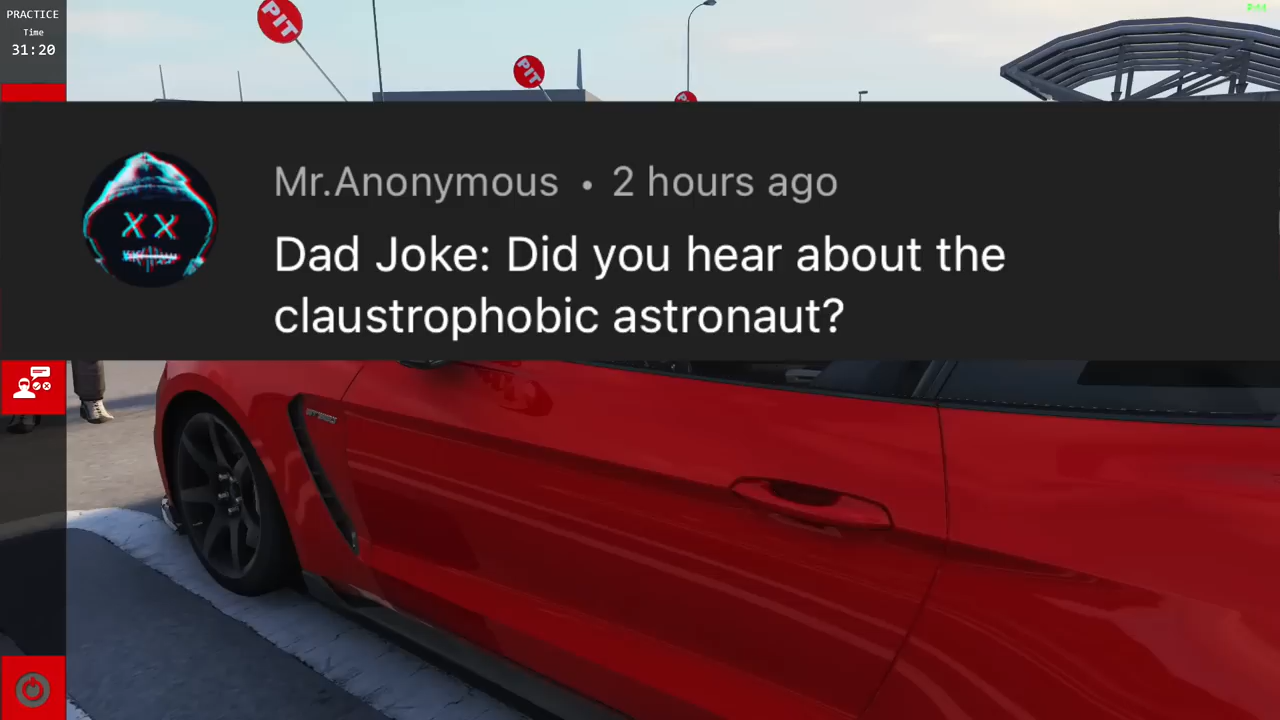 PRACTICE
Time
31:20
PIT
PIT
Mr.Anonymous • 2 hours ago
Dad Joke: Did you hear about the
claustrophobic astronaut?